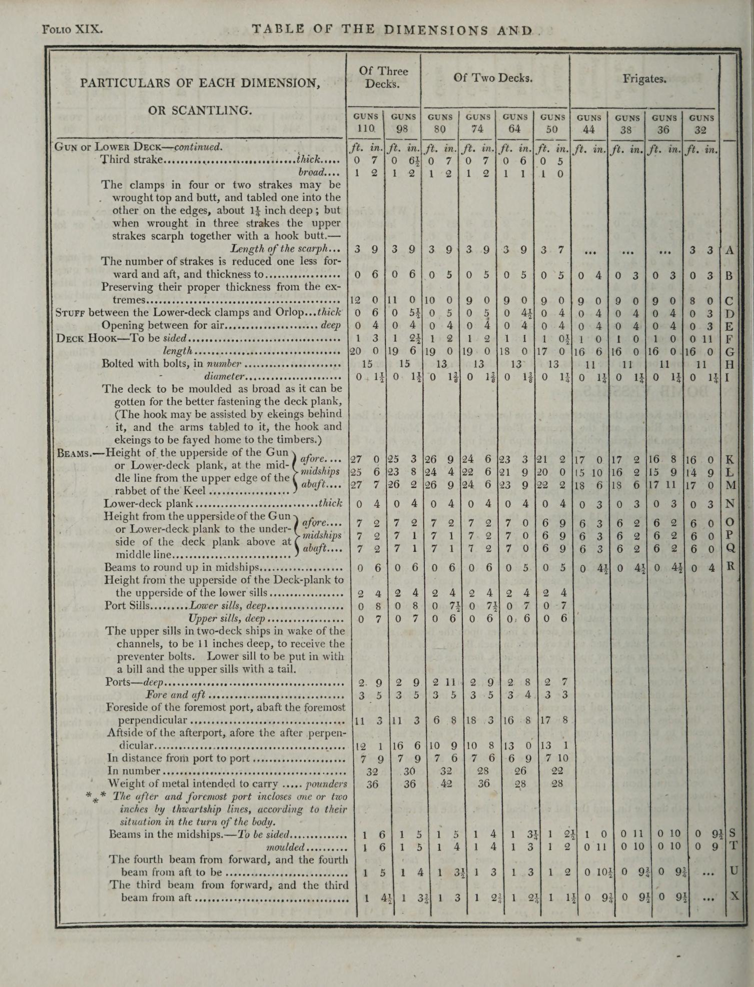 FOLIO XIX. TABLE OF THE DIMENSIONS AND
PARTICULARS OF EACH DIMENSION,
OR SCANTLING.
Of Three Decks. Of Two Decks. Frigates.
GUNS 110 GUNS 98 GUNS 80 GUNS 74 GUNS 64 GUNS 50 GUNS 44 GUNS 38 GUNS 36 GUNS 32
GUN or LOWER DECK—continued. ft. in. ft. in. ft. in. ft. in. ft. in. ft. in. ft. in. ft. in. ft. in. ft. in.
Third strake.............................thick..... 0 7 0 6½ 0 7 0 7 0 6 0 5
broad.... 1 2 1 2 1 2 1 2 1 1 1 0
The clamps in four or two strakes may be
wrought top and butt, and tabled one into the
other on the edges, about 1½ inch deep; but
when wrought in three strakes the upper
strakes scarph together with a hook butt.—
Length of the scarph... 3 9 3 9 3 9 3 9 3 9 3 7 ... ... ... 3 3 A
The number of strakes is reduced one less for-
ward and aft, and thickness to.................. 0 6 0 6 0 5 0 5 0 5 0 5 0 4 0 3 0 3 0 3 B
Preserving their proper thickness from the ex-
tremes.............................................. 12 0 11 0 10 0 9 0 9 0 9 0 9 0 9 0 9 0 8 0 C
STUFF between the Lower-deck clamps and Orlop...thick 0 6 0 5½ 0 5 0 5 0 4½ 0 4 0 4 0 4 0 4 0 3 D
Opening between for air..................... deep 0 4 0 4 0 4 0 4 0 4 0 4 0 4 0 4 0 4 0 3 E
DECK HOOK—To be sided.................................. 1 3 1 2½ 1 2 1 2 1 1 1 0½ 1 0 1 0 1 0 0 11 F
length................................ 20 0 19 6 19 0 19 0 18 0 17 0 16 6 16 0 16 0 16 0 G
Bolted with bolts, in number ..................... 15 15 13 13 13 13 11 11 11 11 H
diameter..................... 0 1½ 0 1½ 0 0 0 0 0 0 0 0 I
The deck to be moulded as broad as it can be
gotten for the better fastening the deck plank,
(The hook may be assisted by ekeings behind
it, and the arms tabled to it, the hook and
ekeings to be fayed home to the timbers.)
BEAMS.—Height of the upperside of the Gun afore.... 27 0 25 3 26 9 24 6 23 3 21 2 17 0 17 2 16 8 16 0 K
or Lower-deck plank, at the mid- midships 25 6 23 8 24 4 22 6 21 9 20 0 15 10 16 2 15 9 14 9 L
dle line from the upper edge of the abaft.... 27 7 26 2 26 9 24 6 23 9 22 2 18 6 18 6 17 11 17 0 M
rabbet of the Keel ...................
Lower-deck plank ...........................thick 0 4 0 4 0 4 0 4 0 4 0 4 0 3 0 3 0 3 0 3 N
Height from the upperside of the Gun afore.... 7 2 7 2 7 2 7 2 7 0 6 9 6 3 6 2 6 2 6 0 O
or Lower-deck plank to the under- midships 7 2 7 1 7 1 7 2 7 0 6 9 6 3 6 2 6 2 6 0 P
side of the deck plank above at abaft.... 7 2 7 1 7 1 7 2 7 0 6 9 6 3 6 2 6 2 6 0 Q
middle line..........................
Beams to round up in midships.................. 0 6 0 6 0 6 0 6 0 5 0 5 0 4½ 0 4½ 0 4½ 0 4 R
Height from the upperside of the Deck-plank to
the upperside of the lower sills ................ 2 4 2 4 2 4 2 4 2 4 2 4
Port Sills.........Lower sills, deep.................. 0 8 0 8 0 7½ 0 7½ 0 7 0 7
Upper sills, deep .................. 0 7 0 7 0 6 0 6 0 6 0 6
The upper sills in two-deck ships in wake of the
channels, to be 11 inches deep, to receive the
preventer bolts. Lower sill to be put in with
a bill and the upper sills with a tail.
Ports—deep........................................... 2 9 2 9 2 11 2 9 2 8 2 7
Fore and aft ................................ 3 5 3 5 3 5 3 5 3 4 3 3
Foreside of the foremost port, abaft the foremost
perpendicular ..................................... 11 3 11 3 6 8 18 3 16 8 17 8
Aftside of the afterport, afore the after perpen-
dicular............................................. 12 1 16 6 10 9 10 8 13 0 13 1
In distance from port to port ..................... 7 9 7 9 7 6 7 6 6 9 7 10
In number ........................................... 32 30 32 28 26 22
Weight of metal intended to carry ..... pounders 36 36 42 36 28 28
*** The after and foremost port incloses one or two
inches by thwartship lines, according to their
situation in the turn of the body.
Beams in the midships.—To be sided.............. 1 6 1 5 1 5 1 4 1 3½ 1 2½ 1 0 0 11 0 10 0 9½ S
moulded.......... 1 6 1 5 1 4 1 4 1 3 1 2 0 11 0 10 0 10 0 9 T
The fourth beam from forward, and the fourth
beam from aft to be .............................. 1 5 1 4 1 3½ 1 3 1 3 1 2 0 10½ 0 0 ... U
The third beam from forward, and the third
beam from aft .................................... 1 4½ 1 1 3 1 1 1 1½ 0 0 9½ 0 9½ ... X